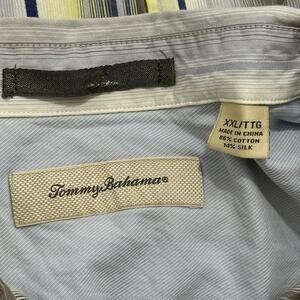 XXL/TTG
MADE IN CHINA
86% COTTON
14% SILK
Tommy Bahama®